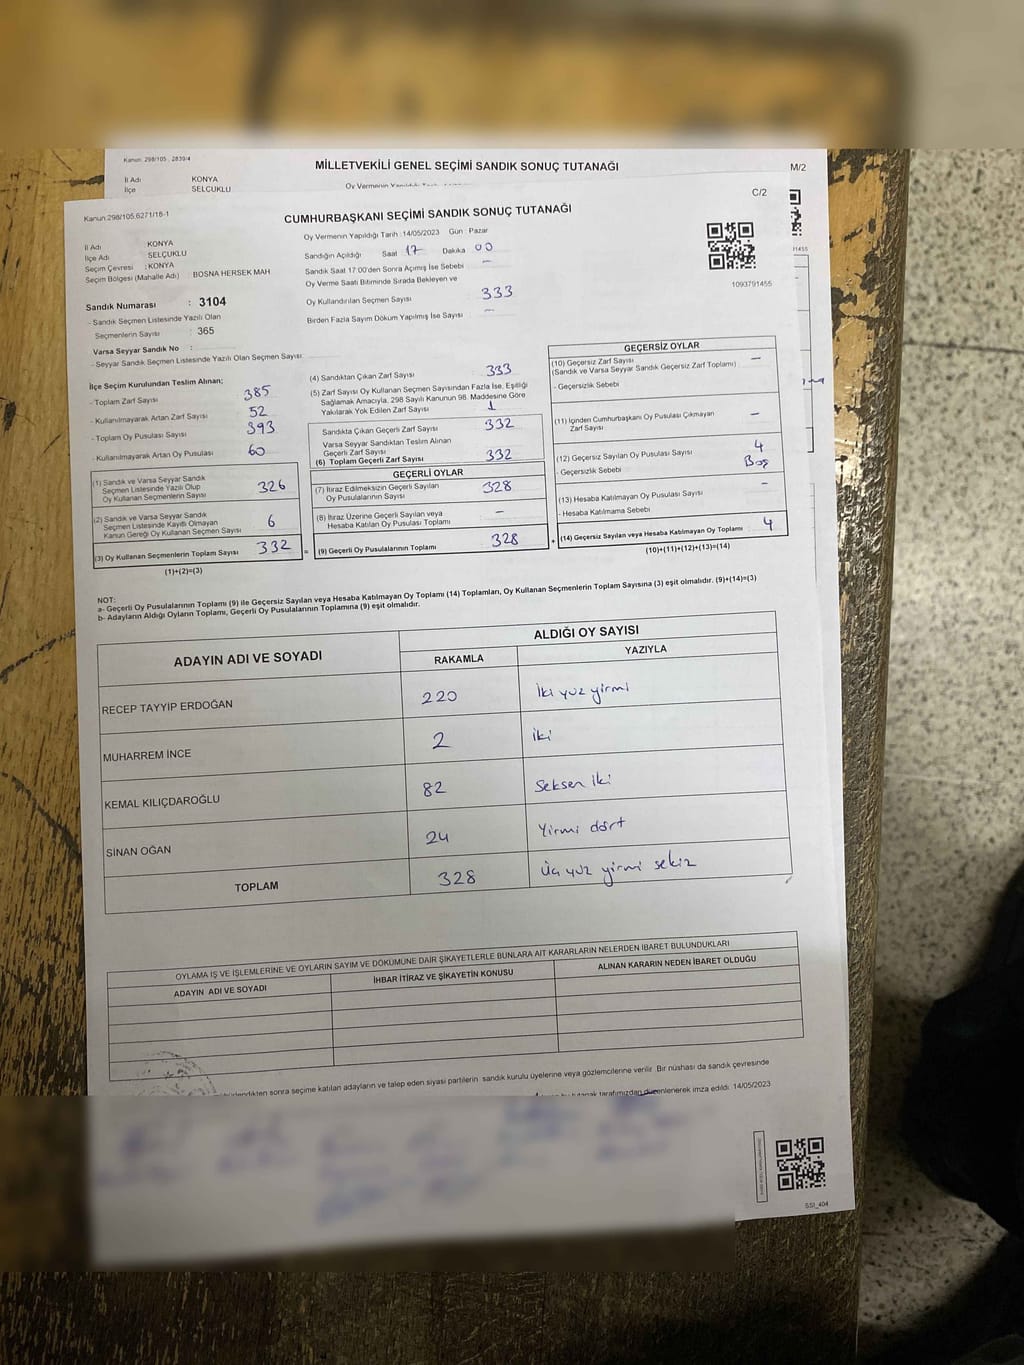 Kanun: 298/105 , 2839/4
MİLLETVEKİLİ GENEL SEÇİMİ SANDIK SONUÇ TUTANAĞI
M/2
İl Adı KONYA
İlçe SELÇUKLU
Oy Vermenin
Kanun:298/105,6271/18-1
C/2
CUMHURBAŞKANI SEÇİMİ SANDIK SONUÇ TUTANAĞI
Oy Vermenin Yapıldığı Tarih : 14/05/2023 Gün : Pazar
İl Adı KONYA
İlçe Adı SELÇUKLU
Seçim Çevresi : KONYA
Seçim Bölgesi (Mahalle Adı) : BOSNA HERSEK MAH
Sandığın Açıldığı Saat 17 Dakika 00
Sandık Saat 17:00'den Sonra Açımış İse Sebebi –
Oy Verme Saati Bitiminde Sırada Bekleyen ve
Oy Kullandırılan Seçmen Sayısı 333
Birden Fazla Sayım Döküm Yapılmış İse Sayısı –
1093791455
Sandık Numarası : 3104
- Sandık Seçmen Listesinde Yazılı Olan
Seçmenlerin Sayısı : 365
Varsa Seyyar Sandık No :
- Seyyar Sandık Seçmen Listesinde Yazılı Olan Seçmen Sayısı:
İlçe Seçim Kurulundan Teslim Alınan;
- Toplam Zarf Sayısı 385
- Kullanılmayarak Artan Zarf Sayısı 52
- Toplam Oy Pusulası Sayısı 393
- Kullanılmayarak Artan Oy Pusulası 60
(1) Sandık ve Varsa Seyyar Sandık
Seçmen Listesinde Yazılı Olup
Oy Kullanan Seçmenlerin Sayısı 326
(2) Sandık ve Varsa Seyyar Sandık
Seçmen Listesinde Kayıtlı Olmayan
Kanun Gereği Oy Kullanan Seçmen Sayısı 6
(3) Oy Kullanan Seçmenlerin Toplam Sayısı 332
(1)+(2)=(3)
(4) Sandıktan Çıkan Zarf Sayısı 333
(5) Zarf Sayısı Oy Kullanan Seçmen Sayısından Fazla İse, Eşitliği
Sağlamak Amacıyla, 298 Sayılı Kanunun 98. Maddesine Göre
Yakılarak Yok Edilen Zarf Sayısı 1
Sandıkta Çıkan Geçerli Zarf Sayısı 332
Varsa Seyyar Sandıktan Teslim Alınan
Geçerli Zarf Sayısı
(6) Toplam Geçerli Zarf Sayısı 332
GEÇERLİ OYLAR
(7) İtiraz Edilmeksizin Geçerli Sayılan
Oy Pusulalarının Sayısı 328
(8) İtiraz Üzerine Geçerli Sayılan veya
Hesaba Katılan Oy Pusulası Toplamı –
= (9) Geçerli Oy Pusulalarının Toplamı 328
GEÇERSİZ OYLAR
(10) Geçersiz Zarf Sayısı –
(Sandık ve Varsa Seyyar Sandık Geçersiz Zarf Toplamı)
- Geçersizlik Sebebi
(11) İçinden Cumhurbaşkanı Oy Pusulası Çıkmayan
Zarf Sayısı –
(12) Geçersiz Sayılan Oy Pusulası Sayısı 4
- Geçersizlik Sebebi Boş
(13) Hesaba Katılmayan Oy Pusulası Sayısı –
- Hesaba Katılmama Sebebi
+ (14) Geçersiz Sayılan veya Hesaba Katılmayan Oy Toplamı 4
(10)+(11)+(12)+(13)=(14)
NOT:
a- Geçerli Oy Pusulalarının Toplamı (9) ile Geçersiz Sayılan veya Hesaba Katılmayan Oy Toplamı (14) Toplamları, Oy Kullanan Seçmenlerin Toplam Sayısına (3) eşit olmalıdır. (9)+(14)=(3)
b- Adayların Aldığı Oyların Toplamı, Geçerli Oy Pusulalarının Toplamına (9) eşit olmalıdır.
ADAYIN ADI VE SOYADI
ALDIĞI OY SAYISI
RAKAMLA YAZIYLA
RECEP TAYYIP ERDOĞAN 220 İki yüz yirmi
MUHARREM İNCE 2 iki
KEMAL KILIÇDAROĞLU 82 Seksen iki
SİNAN OĞAN 24 Yirmi dört
TOPLAM 328 Üç yüz yirmi sekiz
OYLAMA İŞ VE İŞLEMLERİNE VE OYLARIN SAYIM VE DÖKÜMÜNE DAİR ŞİKAYETLERLE BUNLARA AİT KARARLARIN NELERDEN İBARET BULUNDUKLARI
ADAYIN ADI VE SOYADI İHBAR İTİRAZ VE ŞİKAYETİN KONUSU ALINAN KARARIN NEDEN İBARET OLDUĞU
sonra seçime katılan adayların ve talep eden siyasi partilerin sandık kurulu üyelerine veya gözlemcilerine verilir. Bir nüshası da sandık çevresinde
tarafımızdan düzenlenerek imza edildi. 14/05/2023
SSI_404